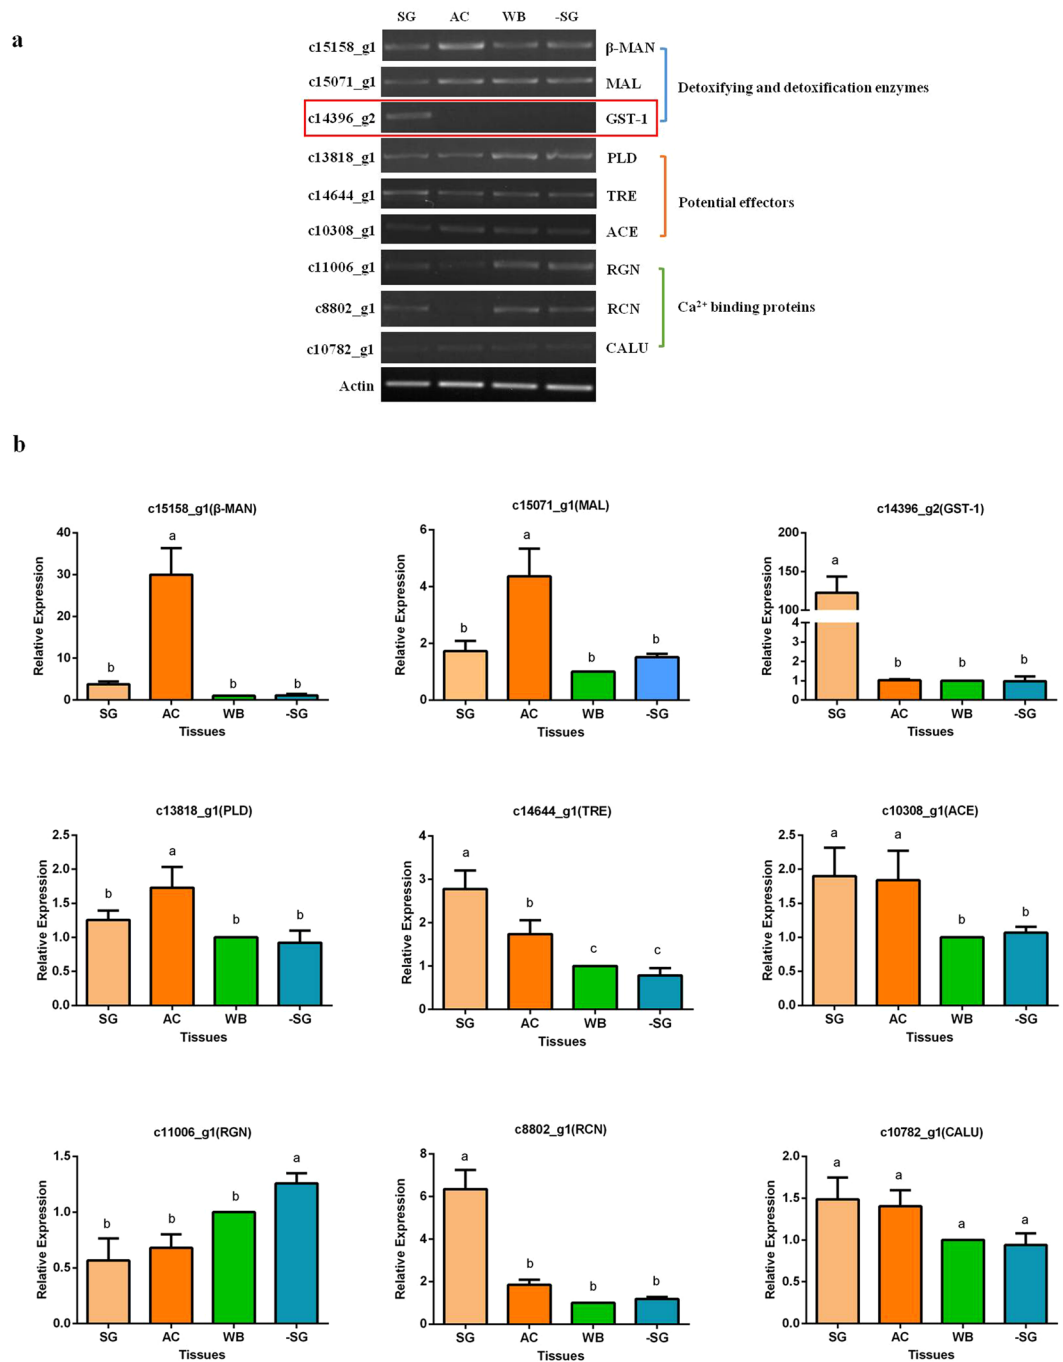 a
SG AC WB -SG
c15158_g1 β-MAN
c15071_g1 MAL
Detoxifying and detoxification enzymes
c14396_g2 GST-1
c13818_g1 PLD
c14644_g1 TRE
Potential effectors
c10308_g1 ACE
c11006_g1 RGN
c8802_g1 RCN
Ca²⁺ binding proteins
c10782_g1 CALU
Actin
b
c15158_g1(β-MAN)
Relative Expression
40
30
20
10
0
b a b b
SG AC WB -SG
Tissues
c15071_g1(MAL)
Relative Expression
6
4
2
0
b a b b
SG AC WB -SG
Tissues
c14396_g2(GST-1)
Relative Expression
200
150
100
4
3
2
1
0
a b b b
SG AC WB -SG
Tissues
c13818_g1(PLD)
Relative Expression
2.5
2.0
1.5
1.0
0.5
0.0
b a b b
SG AC WB -SG
Tissues
c14644_g1(TRE)
Relative Expression
4
3
2
1
0
a b c c
SG AC WB -SG
Tissues
c10308_g1(ACE)
Relative Expression
2.5
2.0
1.5
1.0
0.5
0.0
a a b b
SG AC WB -SG
Tissues
c11006_g1(RGN)
Relative Expression
1.5
1.0
0.5
0.0
b b b a
SG AC WB -SG
Tissues
c8802_g1(RCN)
Relative Expression
8
6
4
2
0
a b b b
SG AC WB -SG
Tissues
c10782_g1(CALU)
Relative Expression
2.0
1.5
1.0
0.5
0.0
a a a a
SG AC WB -SG
Tissues